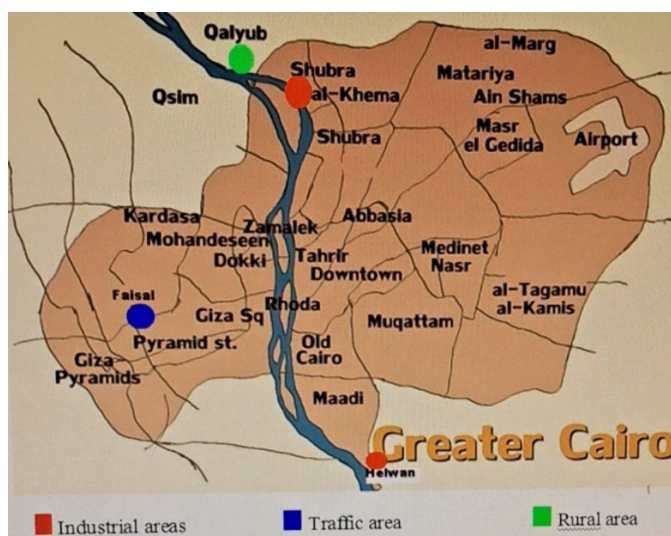 Qalyub
al-Marg
Shubra
al-Khema
Matariya
Qsim
Ain Shams
Shubra
Masr
el Gedida
Airport
Kardasa
Zamalek
Abbasia
Mohandeseen
Dokki
Tahrir
Downtown
Medinet
Nasr
Faisal
Giza Sq
Rhoda
al-Tagamu
al-Kamis
Muqattam
Pyramid st.
Old
Cairo
Giza
Pyramids
Maadi
Greater Cairo
Helwan
Industrial areas
Traffic area
Rural area